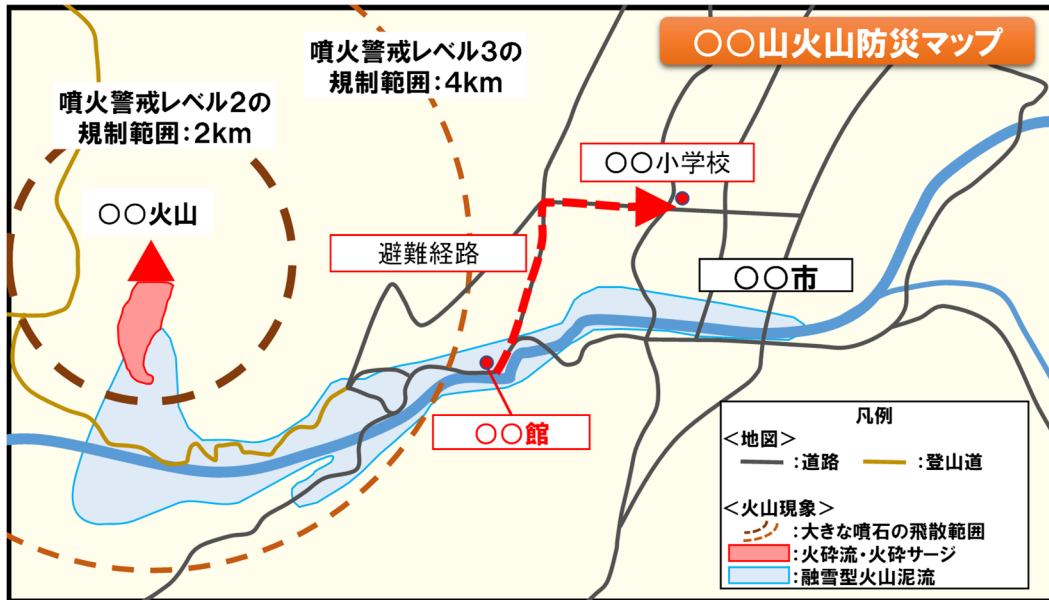 〇〇山火山防災マップ
噴火警戒レベル3の
規制範囲：4km
噴火警戒レベル2の
規制範囲：2km
〇〇小学校
〇〇火山
避難経路
〇〇市
〇〇館
凡例
＜地図＞
：道路
：登山道
＜火山現象＞
：大きな噴石の飛散範囲
：火砕流・火砕サージ
：融雪型火山泥流